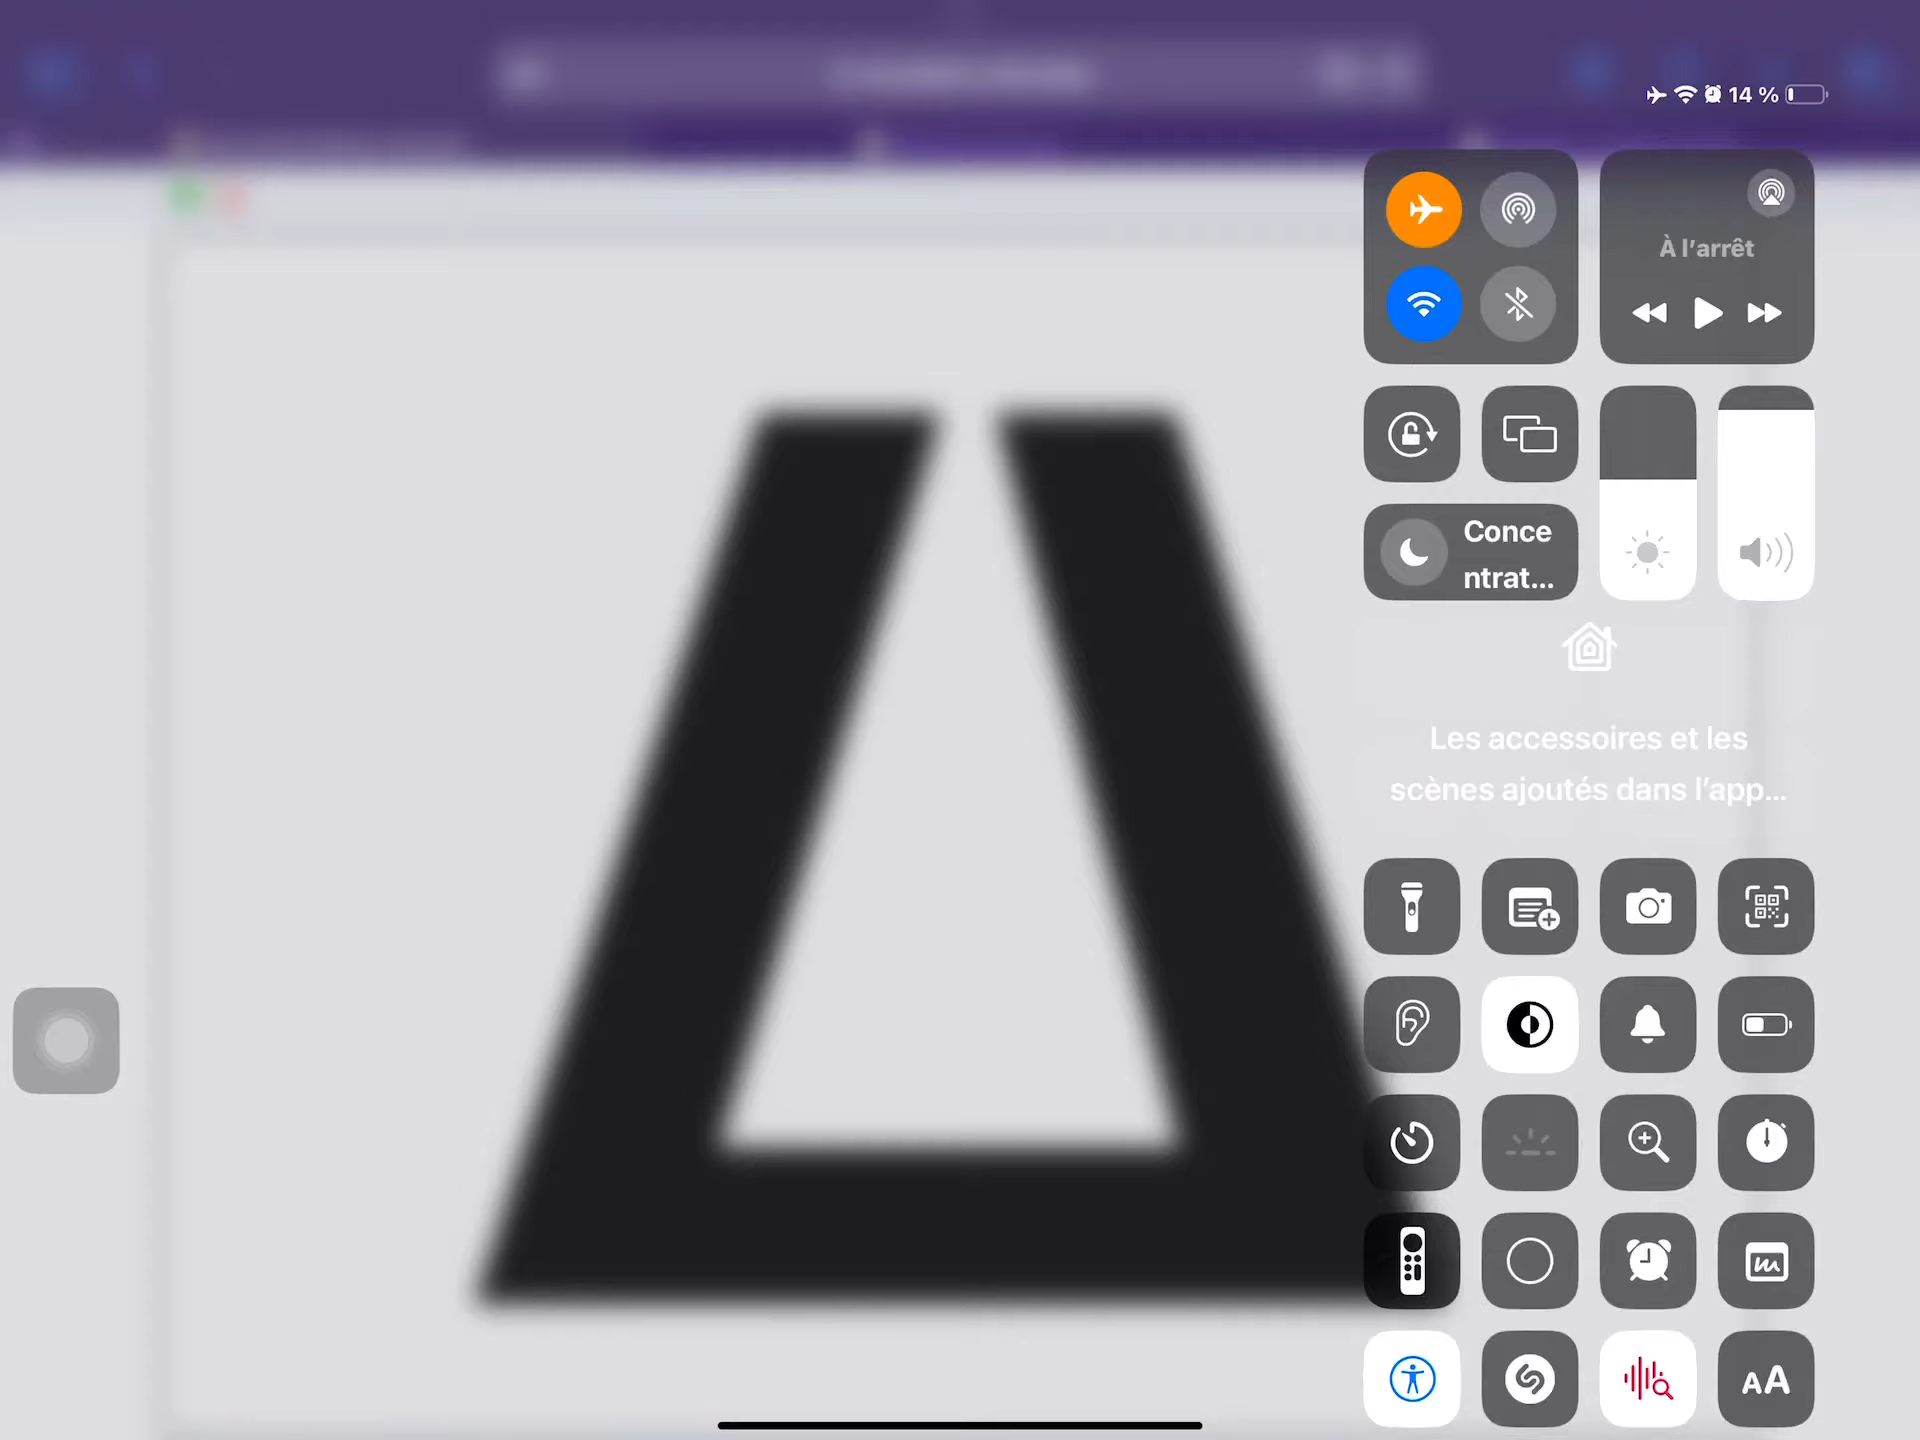 14 %
À l’arrêt
Conce
ntrat...
Les accessoires et les
scènes ajoutés dans l’app...
AA